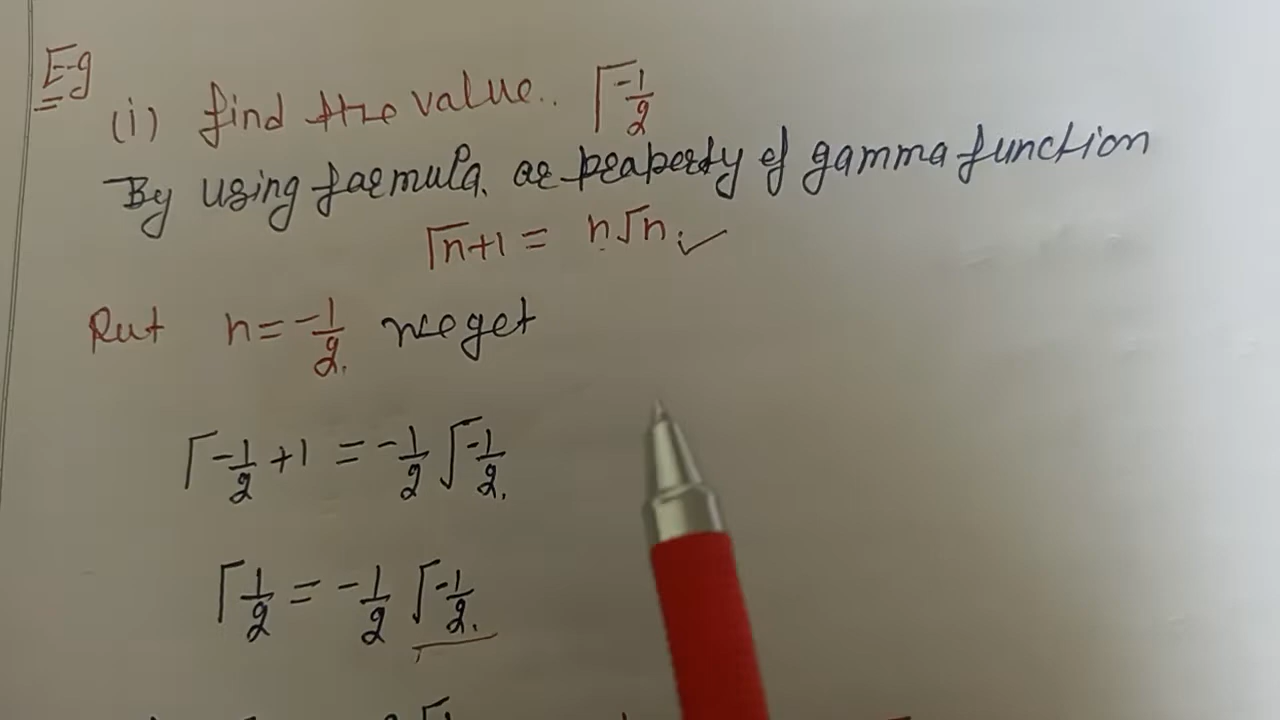 E-g
(i) find the value.. Γ-1/2
By using formula. or property of gamma function
Γn+1 = nΓn.✓
Put n=-1/2. we get
Γ-1/2+1 = -1/2 Γ-1/2.
Γ1/2 = -1/2 Γ-1/2.